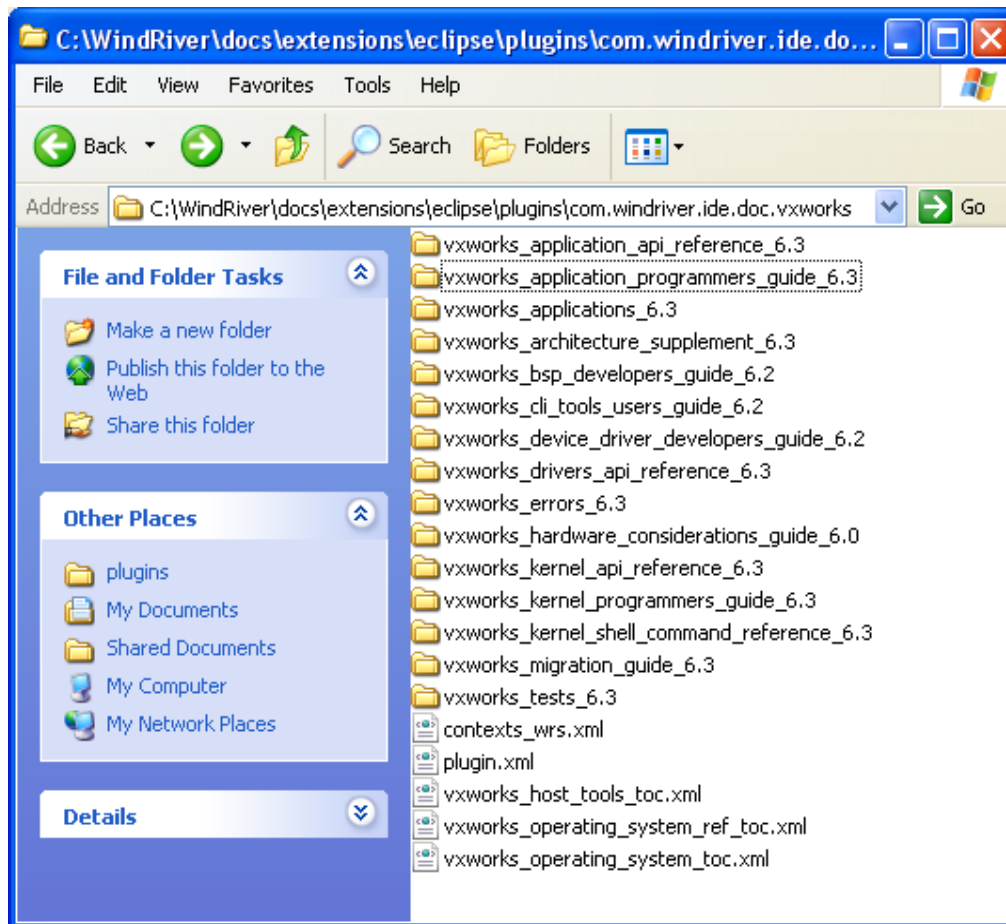 C:\WindRiver\docs\extensions\eclipse\plugins\com.windriver.ide.do...
File Edit View Favorites Tools Help
Back Search Folders
Address C:\WindRiver\docs\extensions\eclipse\plugins\com.windriver.ide.doc.vxworks Go
File and Folder Tasks
Make a new folder
Publish this folder to the
Web
Share this folder
Other Places
plugins
My Documents
Shared Documents
My Computer
My Network Places
Details
vxworks_application_api_reference_6.3
vxworks_application_programmers_guide_6.3
vxworks_applications_6.3
vxworks_architecture_supplement_6.3
vxworks_bsp_developers_guide_6.2
vxworks_cli_tools_users_guide_6.2
vxworks_device_driver_developers_guide_6.2
vxworks_drivers_api_reference_6.3
vxworks_errors_6.3
vxworks_hardware_considerations_guide_6.0
vxworks_kernel_api_reference_6.3
vxworks_kernel_programmers_guide_6.3
vxworks_kernel_shell_command_reference_6.3
vxworks_migration_guide_6.3
vxworks_tests_6.3
contexts_wrs.xml
plugin.xml
vxworks_host_tools_toc.xml
vxworks_operating_system_ref_toc.xml
vxworks_operating_system_toc.xml